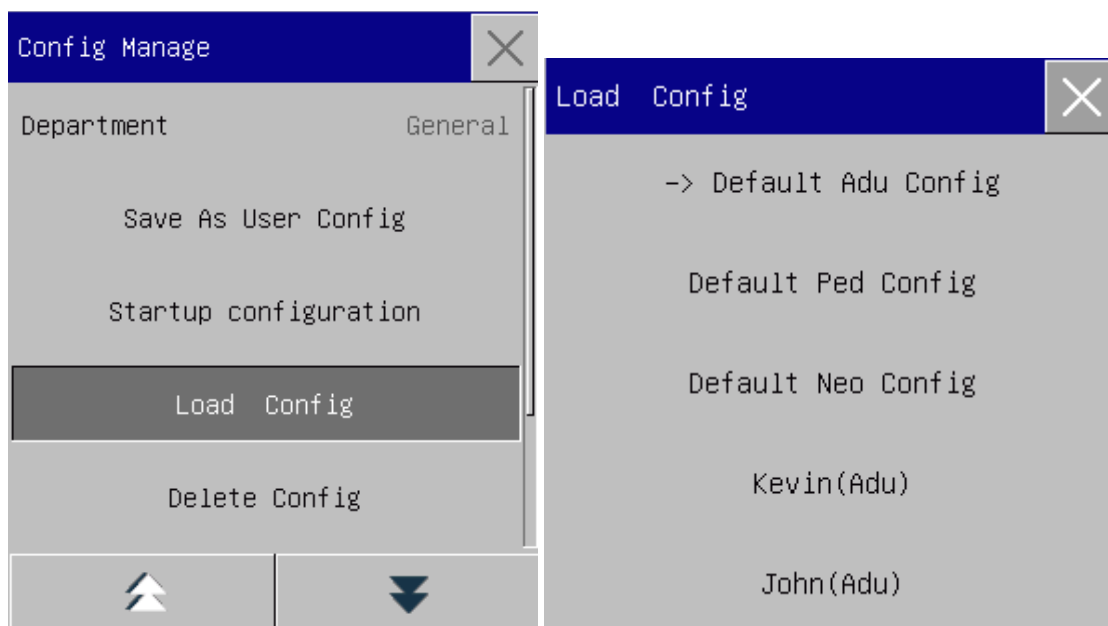 Config Manage
Department General
Save As User Config
Startup configuration
Load Config
Delete Config
Load Config
-> Default Adu Config
Default Ped Config
Default Neo Config
Kevin(Adu)
John(Adu)